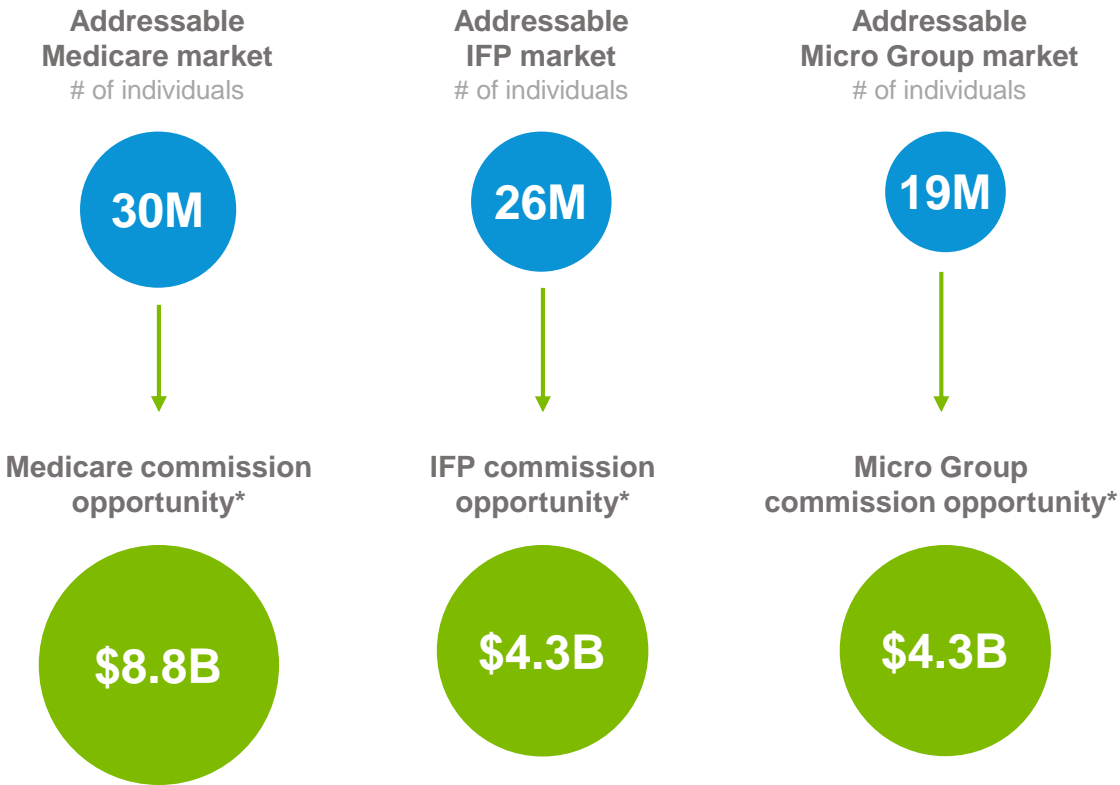 Addressable
Medicare market
# of individuals
30M
Medicare commission
opportunity*
$8.8B
Addressable
IFP market
# of individuals
26M
IFP commission
opportunity*
$4.3B
Addressable
Micro Group market
# of individuals
19M
Micro Group
commission opportunity*
$4.3B